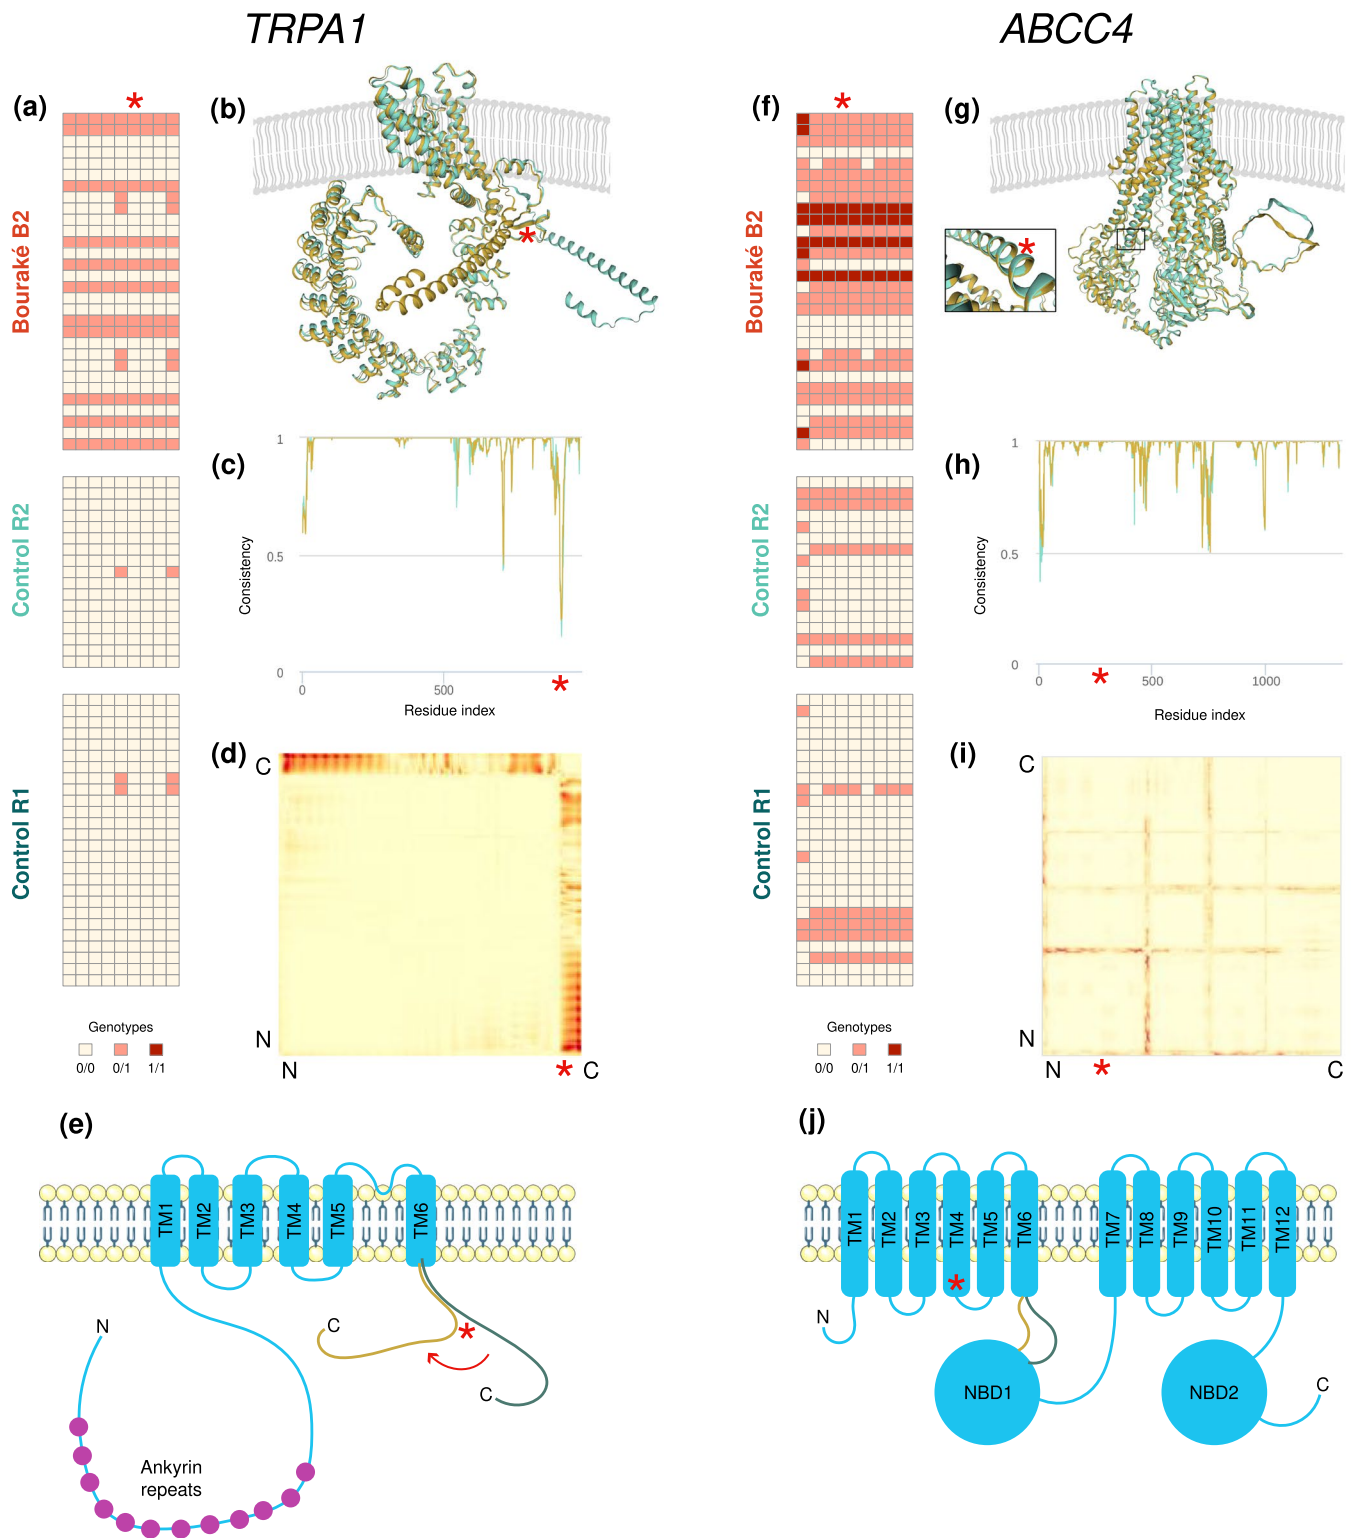 TRPA1
ABCC4
(a)
*
(b)
(f)
*
(g)
Bouraké B2
*
Bouraké B2
*
(c)
1
0.5
0
Consistency
0
500
*
Residue index
(h)
1
0.5
0
Consistency
0
*
500
1000
Residue index
Control R2
Control R2
(d)
C
N
N
*
C
(i)
C
N
N
*
C
Control R1
Control R1
Genotypes
0/0
0/1
1/1
Genotypes
0/0
0/1
1/1
(e)
TM1
TM2
TM3
TM4
TM5
TM6
N
C
*
C
Ankyrin
repeats
(j)
TM1
TM2
TM3
TM4
TM5
TM6
TM7
TM8
TM9
TM10
TM11
TM12
*
N
NBD1
NBD2
C